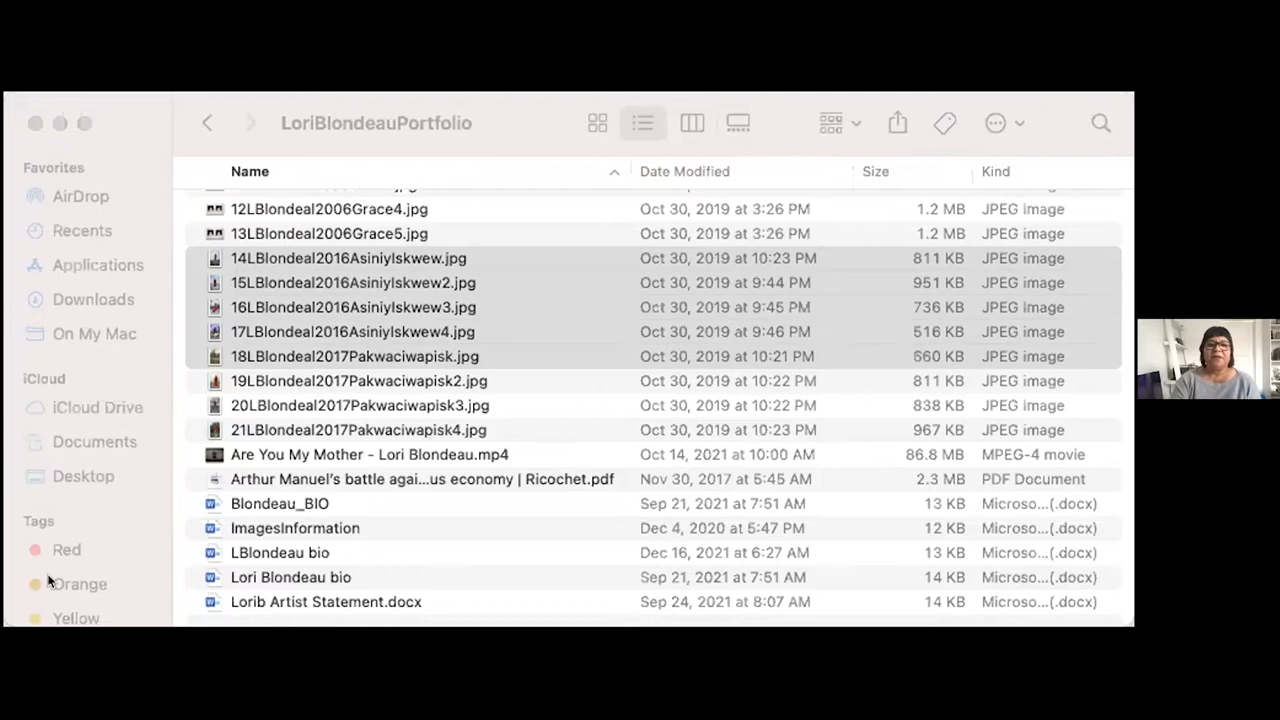 LoriBlondeauPortfolio
Favorites
AirDrop
Recents
Applications
Downloads
On My Mac
iCloud
iCloud Drive
Documents
Desktop
Tags
Red
Orange
Yellow
Name Date Modified Size Kind
12LBlondeal2006Grace4.jpg Oct 30, 2019 at 3:26 PM 1.2 MB JPEG image
13LBlondeal2006Grace5.jpg Oct 30, 2019 at 3:26 PM 1.2 MB JPEG image
14LBlondeal2016AsiniyIskwew.jpg Oct 30, 2019 at 10:23 PM 811 KB JPEG image
15LBlondeal2016AsiniyIskwew2.jpg Oct 30, 2019 at 9:44 PM 951 KB JPEG image
16LBlondeal2016AsiniyIskwew3.jpg Oct 30, 2019 at 9:45 PM 736 KB JPEG image
17LBlondeal2016AsiniyIskwew4.jpg Oct 30, 2019 at 9:46 PM 516 KB JPEG image
18LBlondeal2017Pakwaciwapisk.jpg Oct 30, 2019 at 10:21 PM 660 KB JPEG image
19LBlondeal2017Pakwaciwapisk2.jpg Oct 30, 2019 at 10:22 PM 811 KB JPEG image
20LBlondeal2017Pakwaciwapisk3.jpg Oct 30, 2019 at 10:22 PM 838 KB JPEG image
21LBlondeal2017Pakwaciwapisk4.jpg Oct 30, 2019 at 10:23 PM 967 KB JPEG image
Are You My Mother - Lori Blondeau.mp4 Oct 14, 2021 at 10:00 AM 86.8 MB MPEG-4 movie
Arthur Manuel’s battle agai...us economy | Ricochet.pdf Nov 30, 2017 at 5:45 AM 2.3 MB PDF Document
Blondeau_BIO Sep 21, 2021 at 7:51 AM 13 KB Microso...(.docx)
ImagesInformation Dec 4, 2020 at 5:47 PM 12 KB Microso...(.docx)
LBlondeau bio Dec 16, 2021 at 6:27 AM 13 KB Microso...(.docx)
Lori Blondeau bio Sep 21, 2021 at 7:51 AM 14 KB Microso...(.docx)
Lorib Artist Statement.docx Sep 24, 2021 at 8:07 AM 14 KB Microso...(.docx)